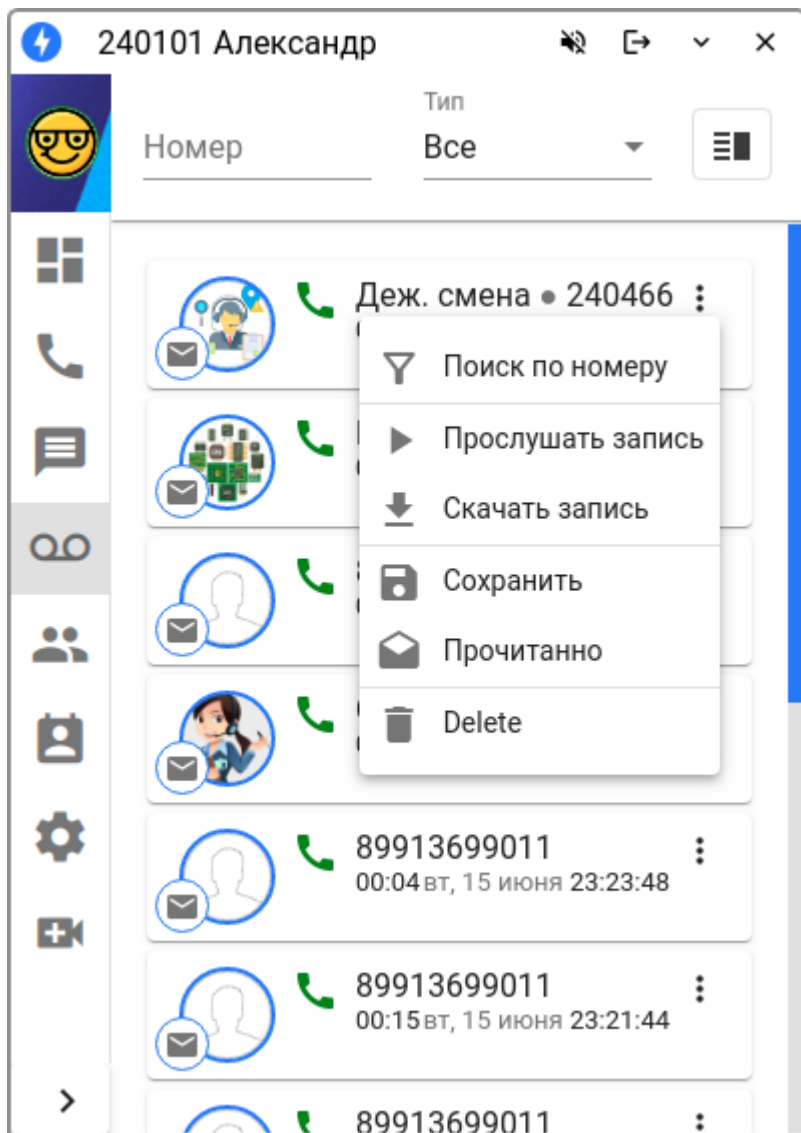 240101 Александр
Тип
Номер
Все
Деж. смена • 240466
Поиск по номеру
Прослушать запись
Скачать запись
Сохранить
Прочитанно
Delete
89913699011
00:04 вт, 15 июня 23:23:48
89913699011
00:15 вт, 15 июня 23:21:44
89913699011